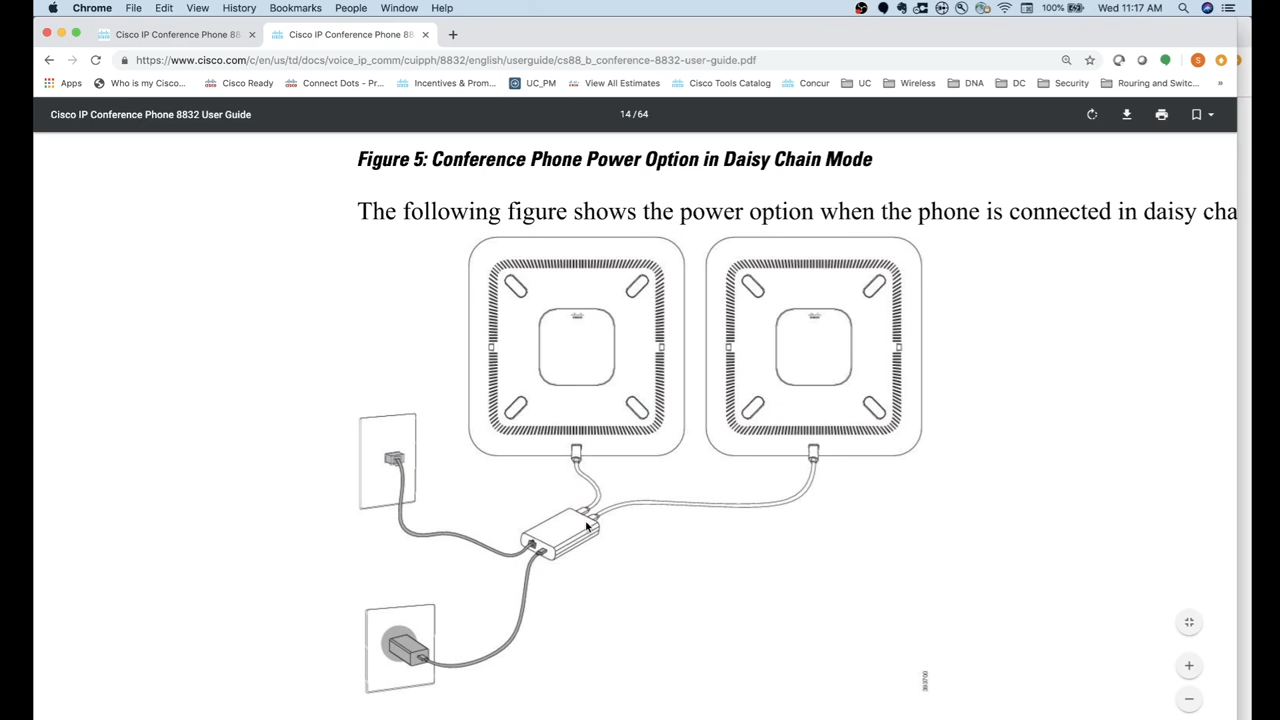 Chrome File Edit View History Bookmarks People Window Help 100% Wed 11:17 AM
Cisco IP Conference Phone 88 Cisco IP Conference Phone 88
https://www.cisco.com/c/en/us/td/docs/voice_ip_comm/cuipph/8832/english/userguide/cs88_b_conference-8832-user-guide.pdf S
Apps Who is my Cisco... Cisco Ready Connect Dots - Pr... Incentives & Prom... UC_PM View All Estimates Cisco Tools Catalog Concur UC Wireless DNA DC Security Routing and Switc... »
Cisco IP Conference Phone 8832 User Guide 14 / 64
Figure 5: Conference Phone Power Option in Daisy Chain Mode
The following figure shows the power option when the phone is connected in daisy cha